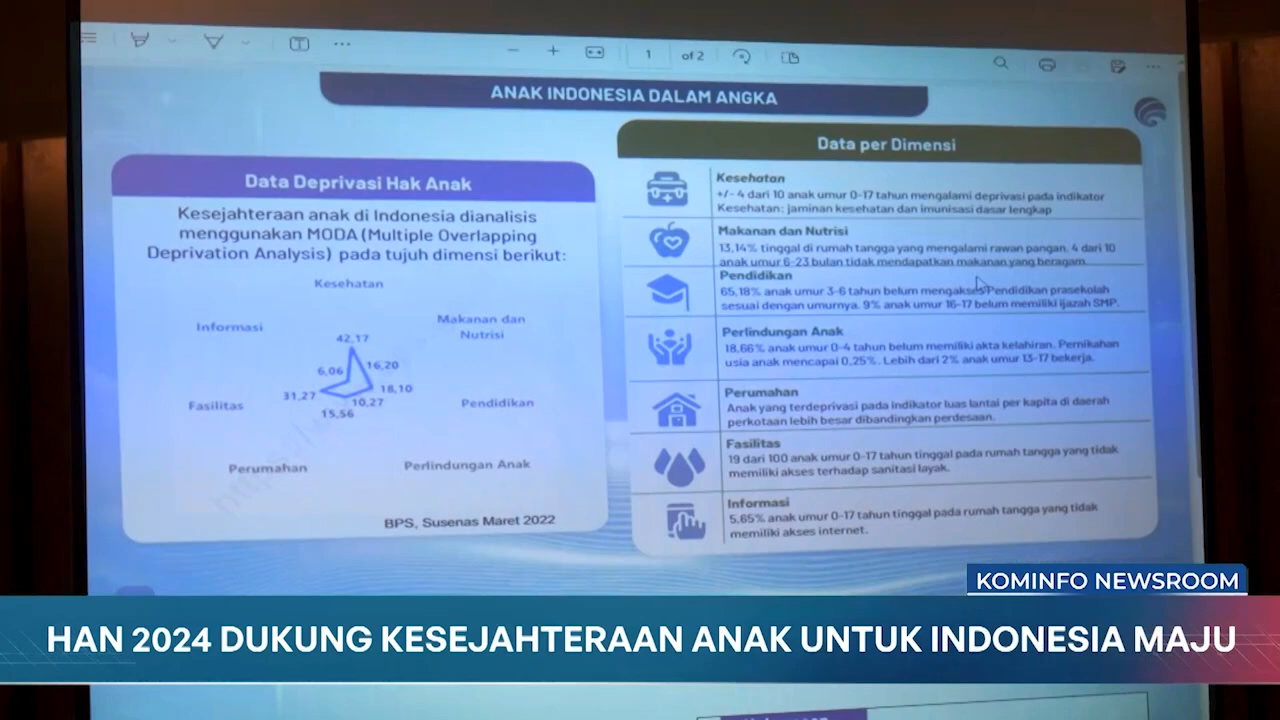 1 of 2
ANAK INDONESIA DALAM ANGKA
Data Deprivasi Hak Anak
Kesejahteraan anak di Indonesia dianalisis
menggunakan MODA (Multiple Overlapping
Deprivation Analysis) pada tujuh dimensi berikut:
Kesehatan
Informasi
Makanan dan
Nutrisi
42,17
6,06
16,20
31,27
18,10
10,27
15,56
Fasilitas
Pendidikan
Perumahan
Perlindungan Anak
BPS, Susenas Maret 2022
Data per Dimensi
Kesehatan
+/- 4 dari 10 anak umur 0-17 tahun mengalami deprivasi pada indikator
Kesehatan: jaminan kesehatan dan imunisasi dasar lengkap
Makanan dan Nutrisi
13,14% tinggal di rumah tangga yang mengalami rawan pangan. 4 dari 10
anak umur 6-23 bulan tidak mendapatkan makanan yang beragam.
Pendidikan
65,18% anak umur 3-6 tahun belum mengakses Pendidikan prasekolah
sesuai dengan umurnya. 9% anak umur 16-17 belum memiliki ijazah SMP.
Perlindungan Anak
18,66% anak umur 0-4 tahun belum memiliki akta kelahiran. Pernikahan
usia anak mencapai 0,25%. Lebih dari 2% anak umur 13-17 bekerja.
Perumahan
Anak yang terdeprivasi pada indikator luas lantai per kapita di daerah
perkotaan lebih besar dibandingkan perdesaan.
Fasilitas
19 dari 100 anak umur 0-17 tahun tinggal pada rumah tangga yang tidak
memiliki akses terhadap sanitasi layak.
Informasi
5,65% anak umur 0-17 tahun tinggal pada rumah tangga yang tidak
memiliki akses internet.
KOMINFO NEWSROOM
HAN 2024 DUKUNG KESEJAHTERAAN ANAK UNTUK INDONESIA MAJU